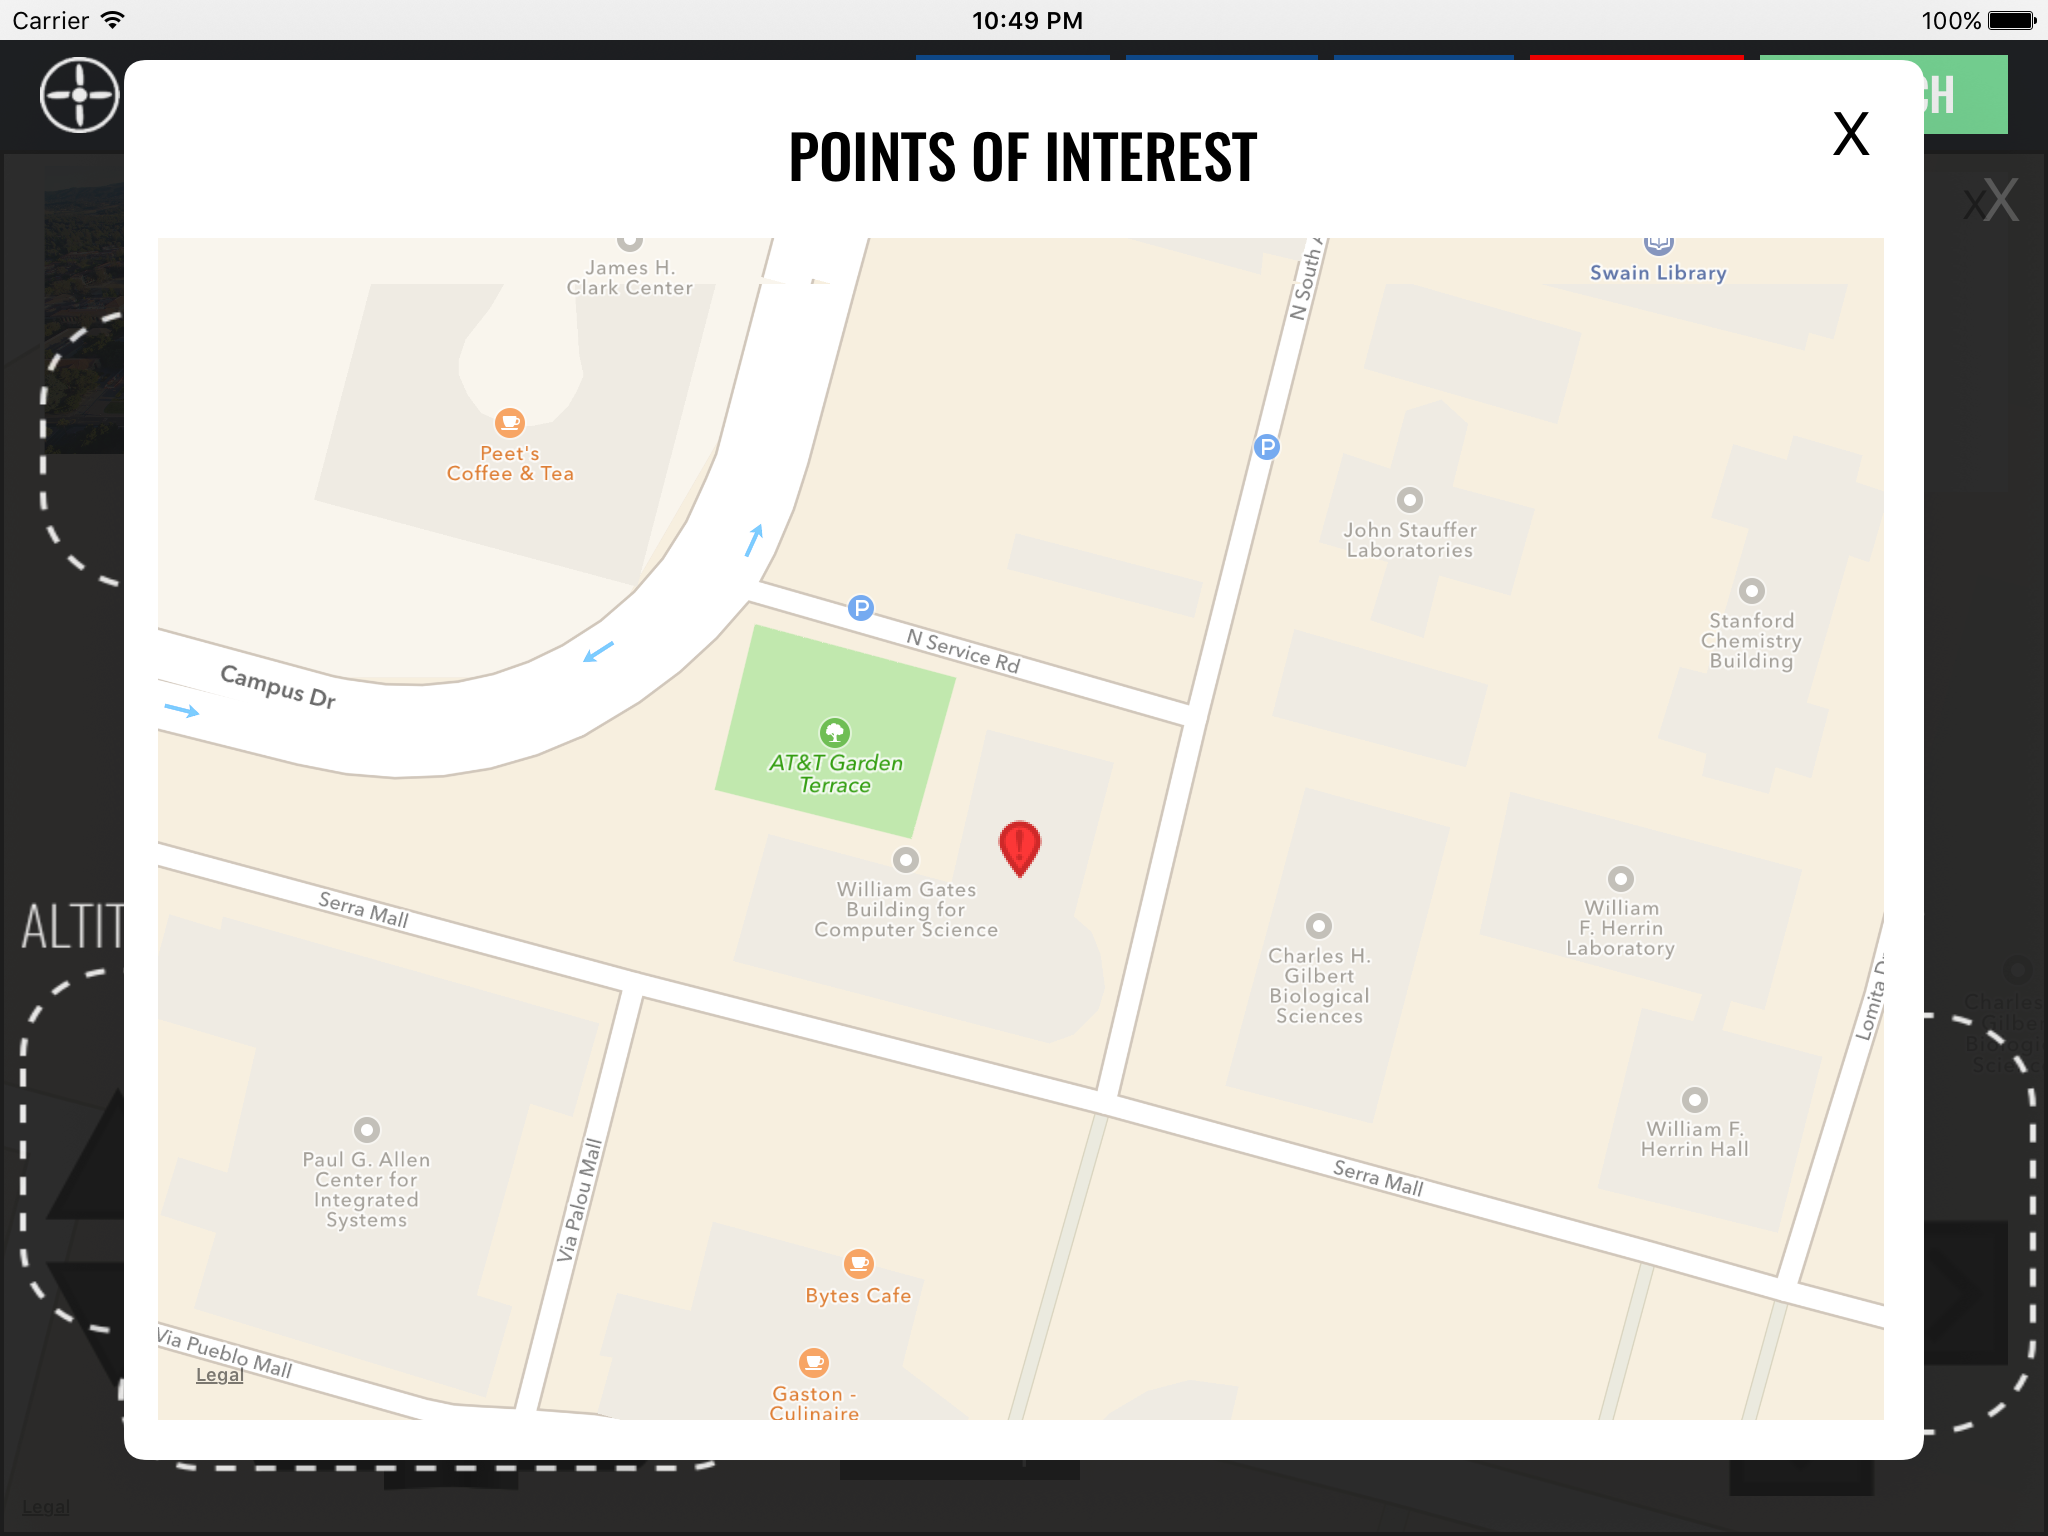 Carrier
10:49 PM
100%
CH
X
POINTS OF INTEREST
X
X
James H.
Clark Center
N South A
Swain Library
Peet's
Coffee & Tea
P
John Stauffer
Laboratories
P
N Service Rd
Stanford
Chemistry
Building
Campus Dr
AT&T Garden
Terrace
William Gates
Building for
Computer Science
Serra Mall
ALTIT
William
F. Herrin
Laboratory
Charles H.
Gilbert
Biological
Sciences
Lomita Dr
William F.
Herrin Hall
Paul G. Allen
Center for
Integrated
Systems
Via Palou Mall
Serra Mall
Bytes Cafe
Via Pueblo Mall
Legal
Gaston -
Culinaire
Legal